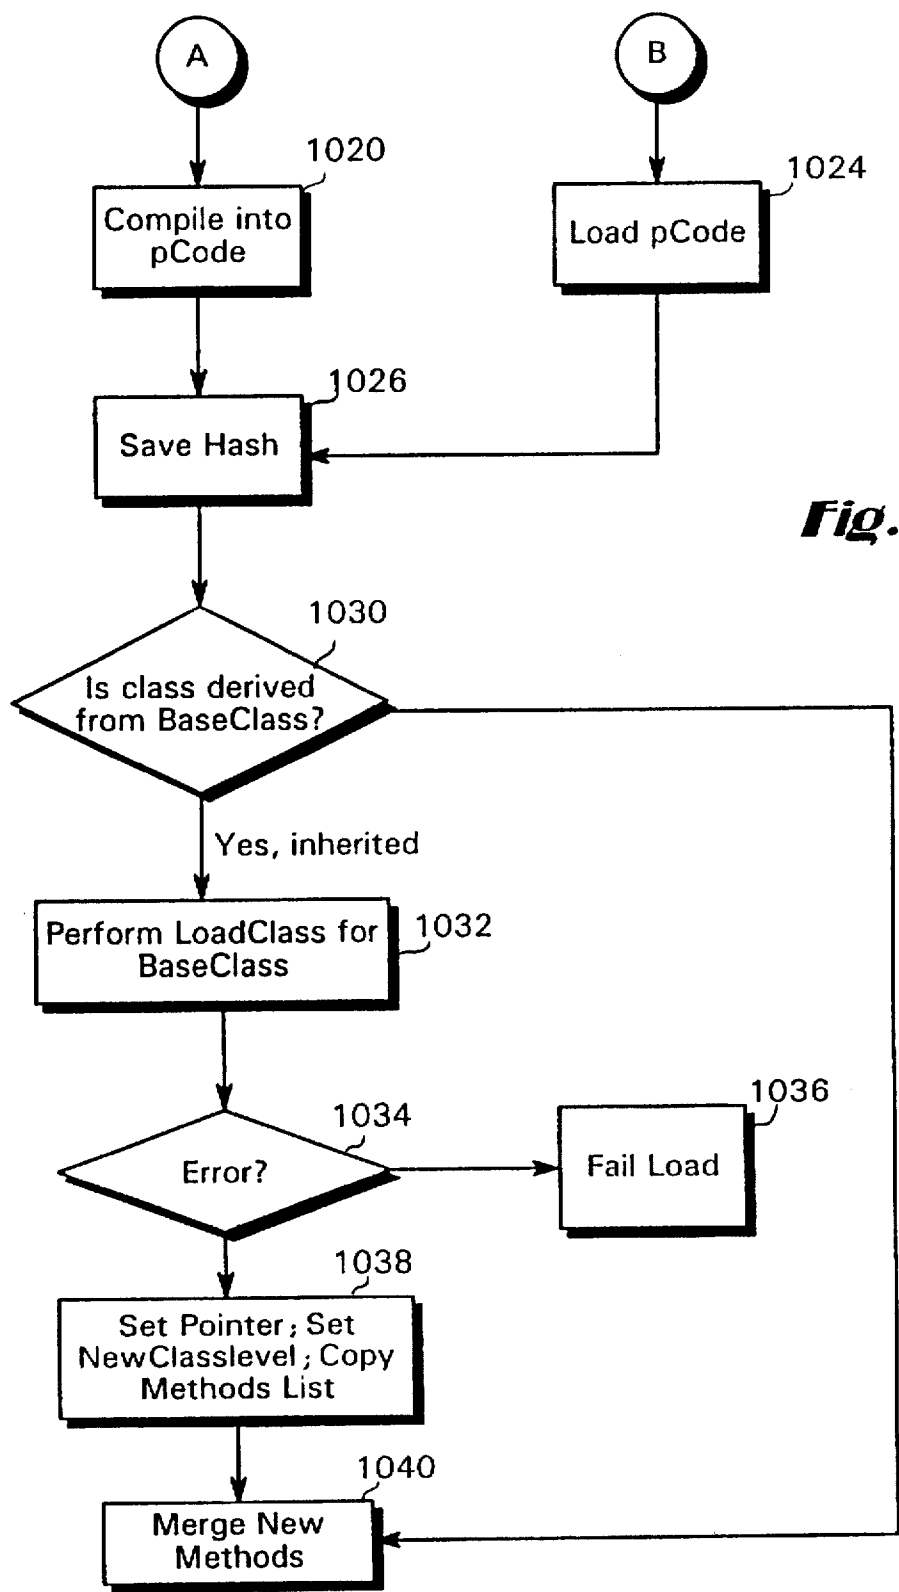 A
B
1020
Compile into
pCode
1024
Load pCode
1026
Save Hash
Fig.
1030
Is class derived
from BaseClass?
Yes, inherited
1032
Perform LoadClass for
BaseClass
1034
Error?
1036
Fail Load
1038
Set Pointer; Set
NewClasslevel; Copy
Methods List
1040
Merge New
Methods